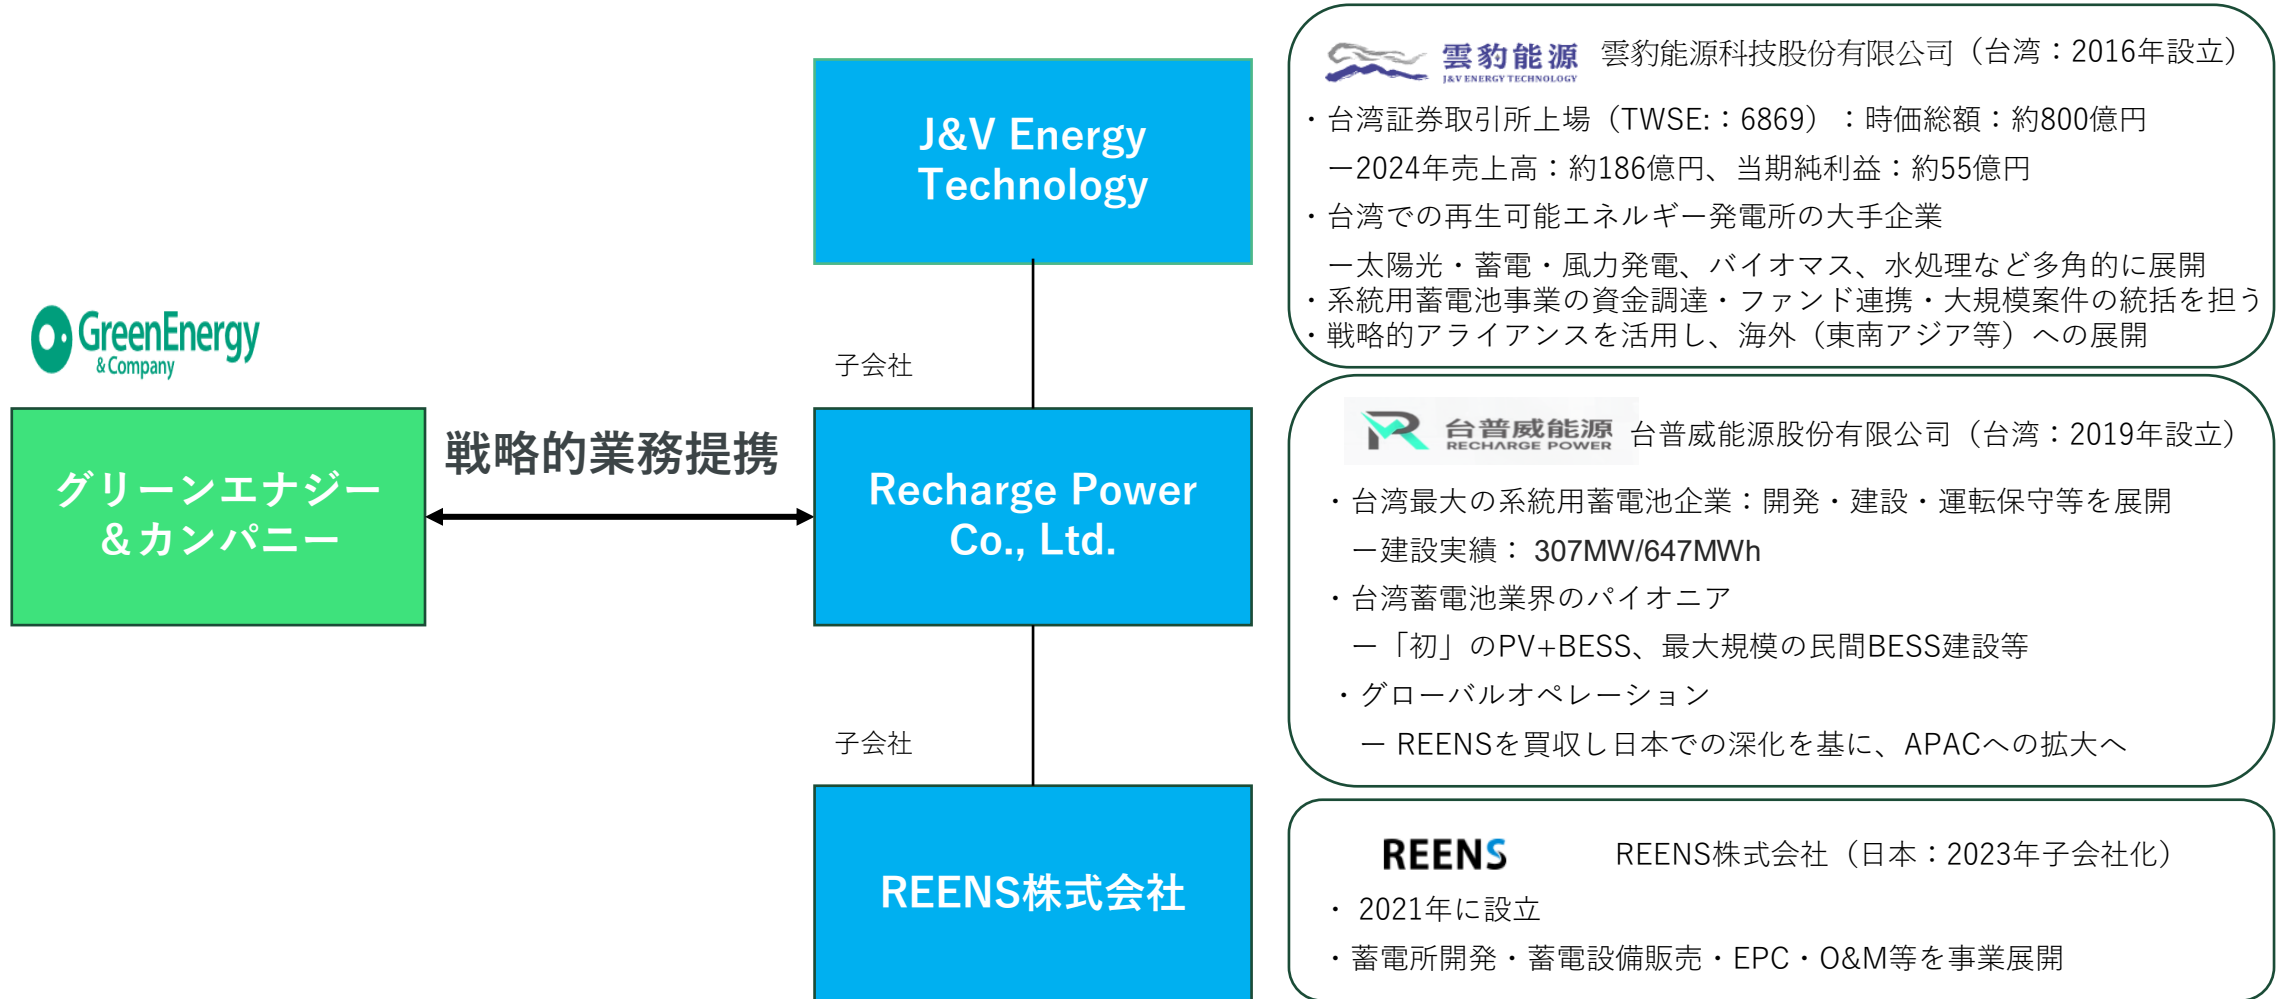 GreenEnergy
& Company
グリーンエナジー
&カンパニー
戦略的業務提携
J&V Energy
Technology
子会社
Recharge Power
Co., Ltd.
子会社
REENS株式会社
雲豹能源
J&V ENERGY TECHNOLOGY
雲豹能源科技股份有限公司（台湾：2016年設立）
・台湾証券取引所上場（TWSE:：6869）：時価総額：約800億円
ー2024年売上高：約186億円、当期純利益：約55億円
・台湾での再生可能エネルギー発電所の大手企業
ー太陽光・蓄電・風力発電、バイオマス、水処理など多角的に展開
・系統用蓄電池事業の資金調達・ファンド連携・大規模案件の統括を担う
・戦略的アライアンスを活用し、海外（東南アジア等）への展開
台普威能源
RECHARGE POWER
台普威能源股份有限公司（台湾：2019年設立）
・台湾最大の系統用蓄電池企業：開発・建設・運転保守等を展開
ー建設実績： 307MW/647MWh
・台湾蓄電池業界のパイオニア
ー「初」のPV+BESS、最大規模の民間BESS建設等
・グローバルオペレーション
ー REENSを買収し日本での深化を基に、APACへの拡大へ
REENS
REENS株式会社（日本：2023年子会社化）
・ 2021年に設立
・蓄電所開発・蓄電設備販売・EPC・O&M等を事業展開